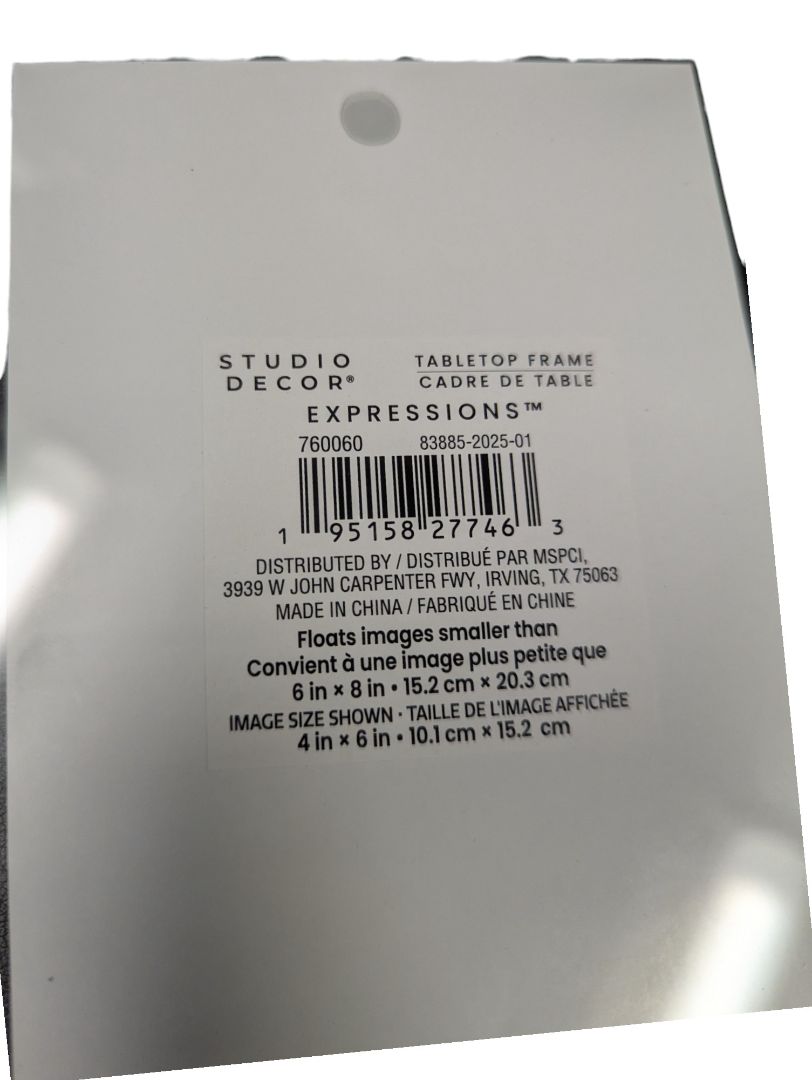 STUDIO DECOR®
TABLETOP FRAME
CADRE DE TABLE
EXPRESSIONS™
760060 83885-2025-01
1 95158 27746 3
DISTRIBUTED BY / DISTRIBUÉ PAR MSPCI,
3939 W JOHN CARPENTER FWY, IRVING, TX 75063
MADE IN CHINA / FABRIQUÉ EN CHINE
Floats images smaller than
Convient à une image plus petite que
6 in × 8 in • 15.2 cm × 20.3 cm
IMAGE SIZE SHOWN · TAILLE DE L'IMAGE AFFICHÉE
4 in × 6 in • 10.1 cm × 15.2 cm